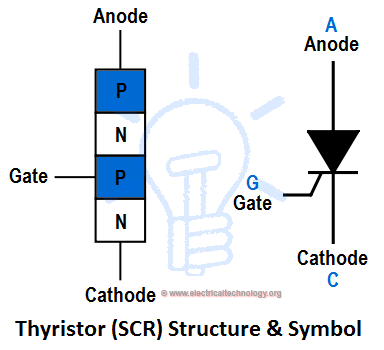 Anode
P
N
Gate
P
N
Cathode
A
Anode
G
Gate
Cathode
C
© www.electricaltechnology.org
Thyristor (SCR) Structure & Symbol